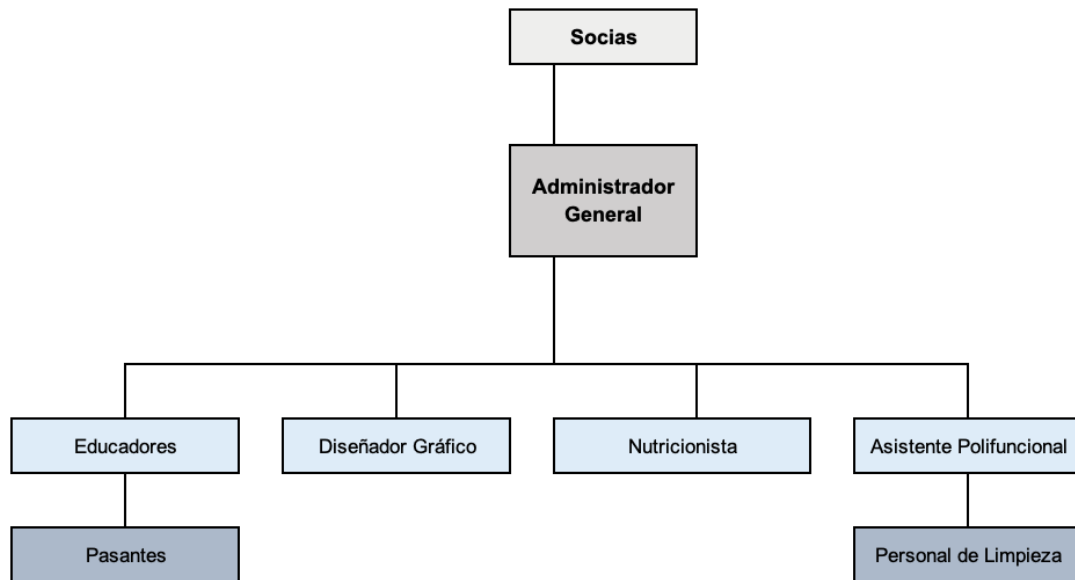 Socias
Administrador
General
Educadores
Diseñador Gráfico
Nutricionista
Asistente Polifuncional
Pasantes
Personal de Limpieza